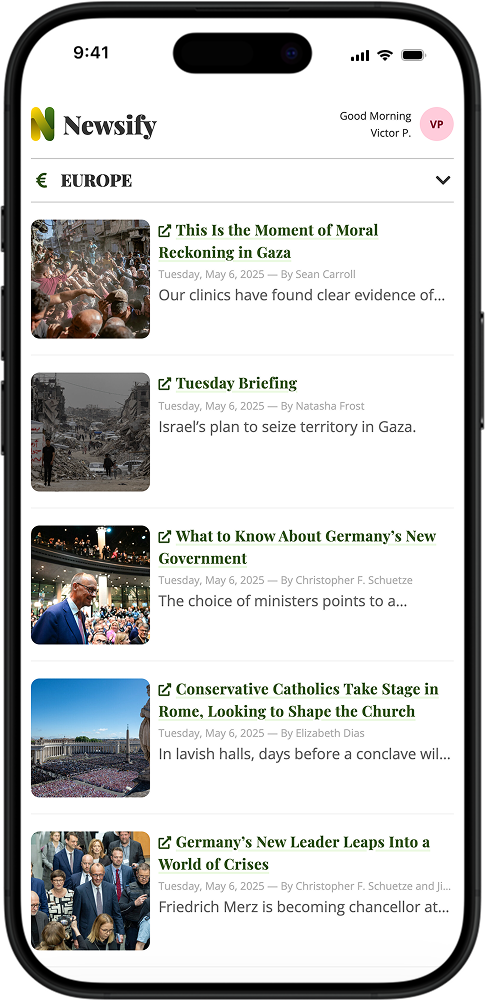 9:41
Newsify
Good Morning
Victor P.
VP
€ EUROPE
This Is the Moment of Moral
Reckoning in Gaza
Tuesday, May 6, 2025 — By Sean Carroll
Our clinics have found clear evidence of...
Tuesday Briefing
Tuesday, May 6, 2025 — By Natasha Frost
Israel’s plan to seize territory in Gaza.
What to Know About Germany’s New
Government
Tuesday, May 6, 2025 — By Christopher F. Schuetze
The choice of ministers points to a...
Conservative Catholics Take Stage in
Rome, Looking to Shape the Church
Tuesday, May 6, 2025 — By Elizabeth Dias
In lavish halls, days before a conclave wil...
Germany’s New Leader Leaps Into a
World of Crises
Tuesday, May 6, 2025 — By Christopher F. Schuetze and Ji...
Friedrich Merz is becoming chancellor at...